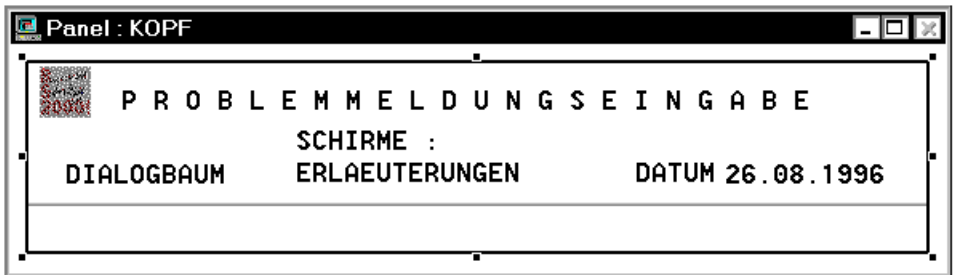 Panel : KOPF
P R O B L E M M E L D U N G S E I N G A B E
SCHIRME :
DIALOGBAUM ERLAEUTERUNGEN DATUM 26.08.1996